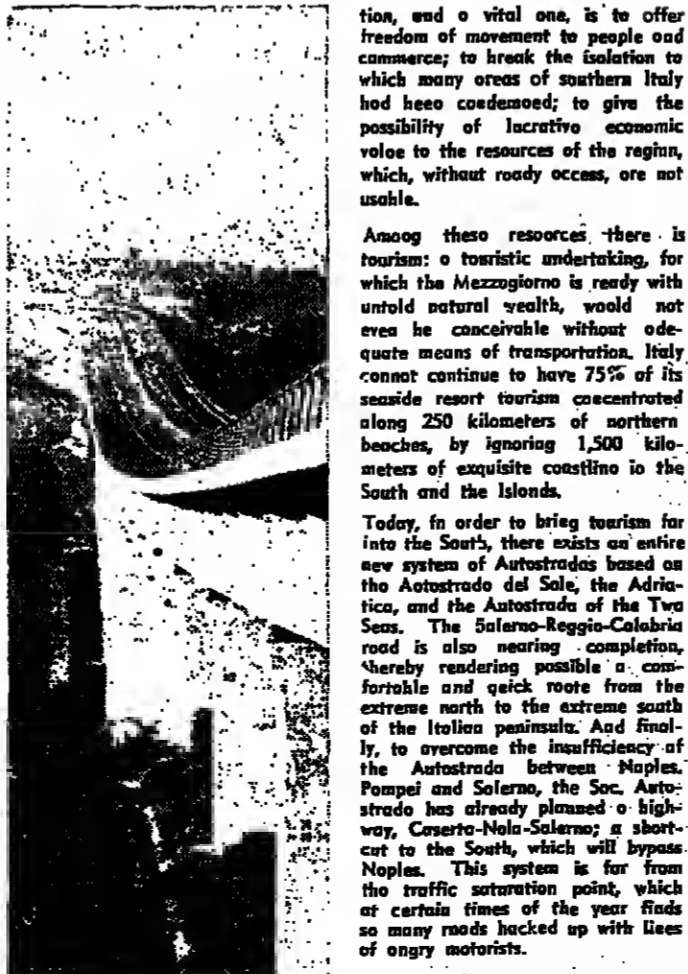 tion, and a vital one, is to offer
freedom of movement to people and
commerce; to break the isolation to
which many areas of southern Italy
had been condemned; to give the
possibility of lucrative economic
value to the resources of the region,
which, without ready access, are not
usable.
Among these resources there is
tourism: a touristic undertaking, for
which the Mezzogiorno is ready with
untold natural wealth, would not
even be conceivable without ade-
quate means of transportation. Italy
cannot continue to have 75% of its
seaside resort tourism concentrated
along 250 kilometers of northern
beaches, by ignoring 1,500 kilo-
meters of exquisite coastline in the
South and the Islands.
Today, in order to bring tourism far
into the South, there exists an entire
new system of Autostradas based on
the Autostrada del Sole, the Adria-
tica, and the Autostrada of the Two
Seas. The Salerno-Reggio-Calabria
road is also nearing completion,
thereby rendering possible a com-
fortable and quick route from the
extreme north to the extreme south
of the Italian peninsula. And final-
ly, to overcome the insufficiency of
the Autostrada between Naples,
Pompei and Salerno, the Soc. Auto-
strade has already planned a high-
way, Caserta-Nola-Salerno; a short-
cut to the South, which will bypass
Naples. This system is far from
the traffic saturation point, which
at certain times of the year finds
so many roads backed up with lines
of angry motorists.